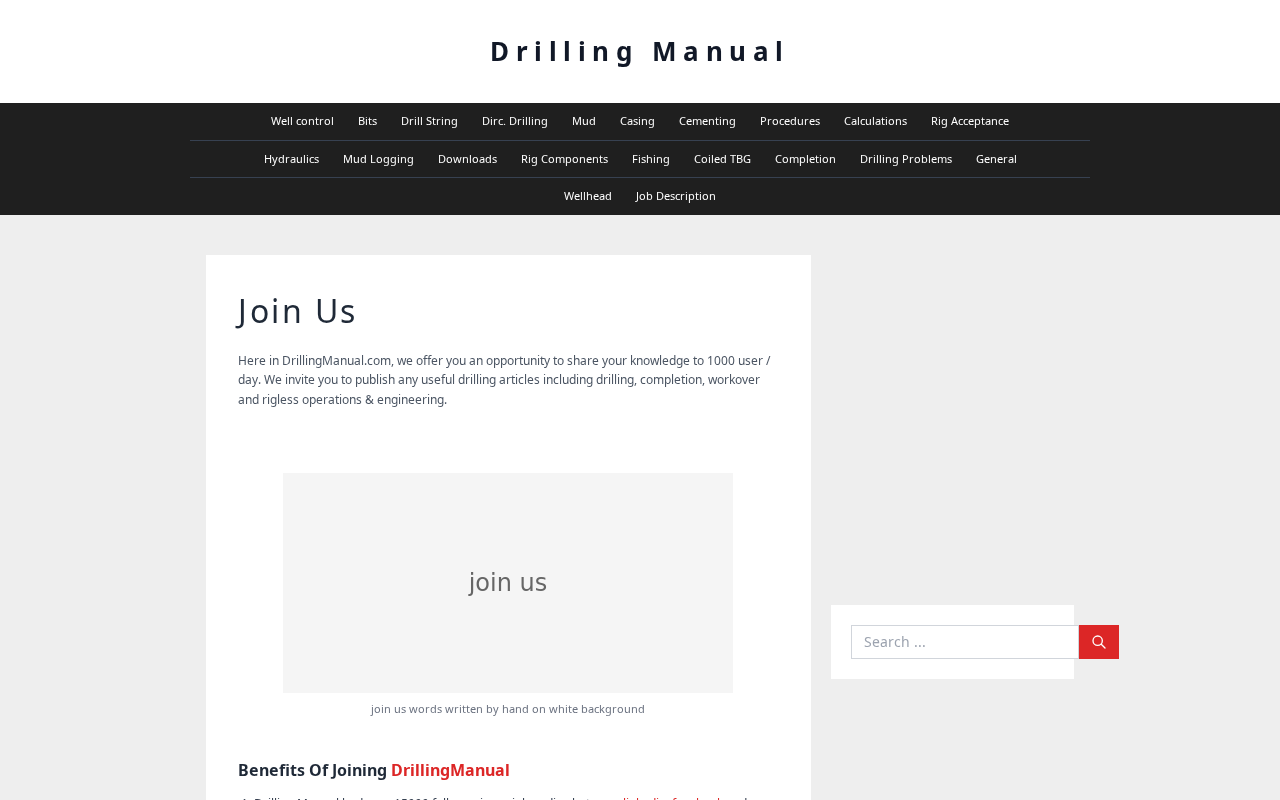 Drilling Manual
Well control Bits Drill String Dirc. Drilling Mud Casing Cementing Procedures Calculations Rig Acceptance
Hydraulics Mud Logging Downloads Rig Components Fishing Coiled TBG Completion Drilling Problems General
Wellhead Job Description
Join Us
Here in DrillingManual.com, we offer you an opportunity to share your knowledge to 1000 user /
day. We invite you to publish any useful drilling articles including drilling, completion, workover
and rigless operations & engineering.
join us
Search ...
join us words written by hand on white background
Benefits Of Joining DrillingManual